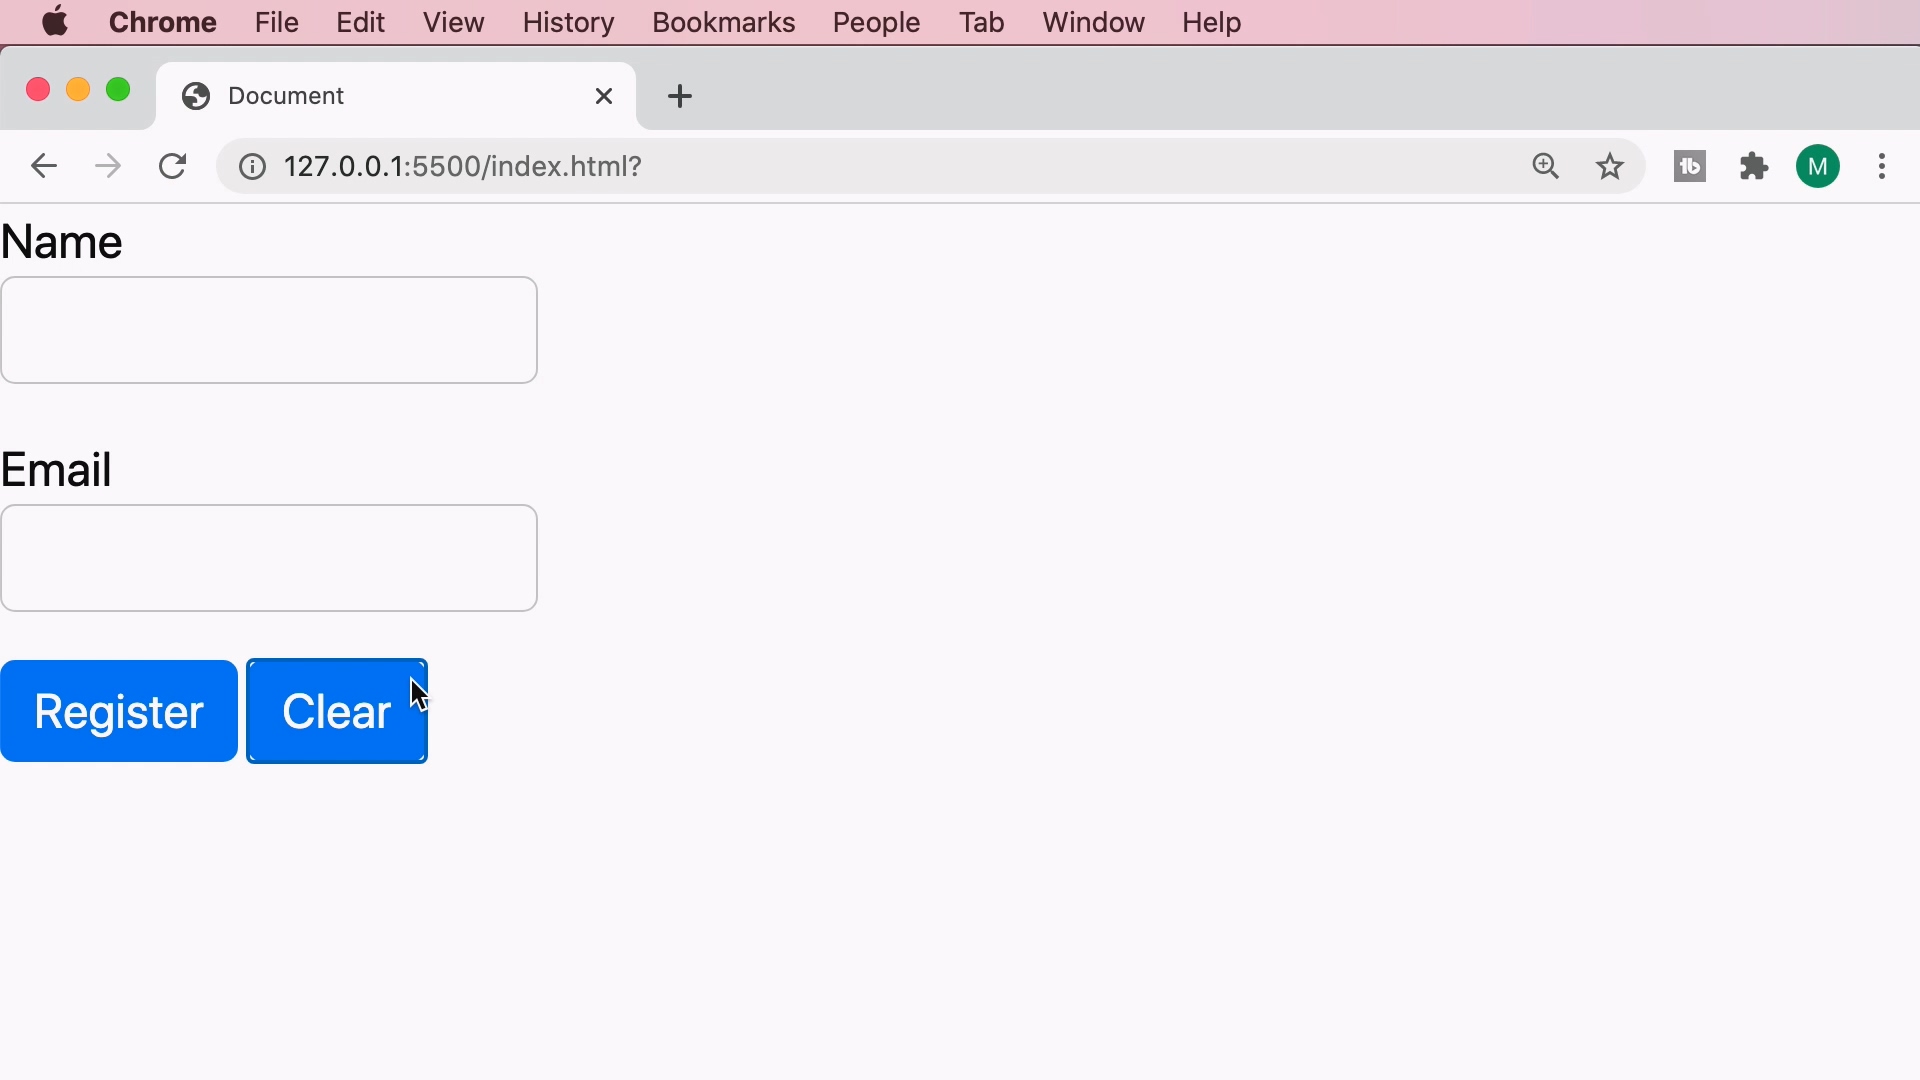 Chrome File Edit View History Bookmarks People Tab Window Help
Document
127.0.0.1:5500/index.html?
tb
M
Name
Email
Register Clear